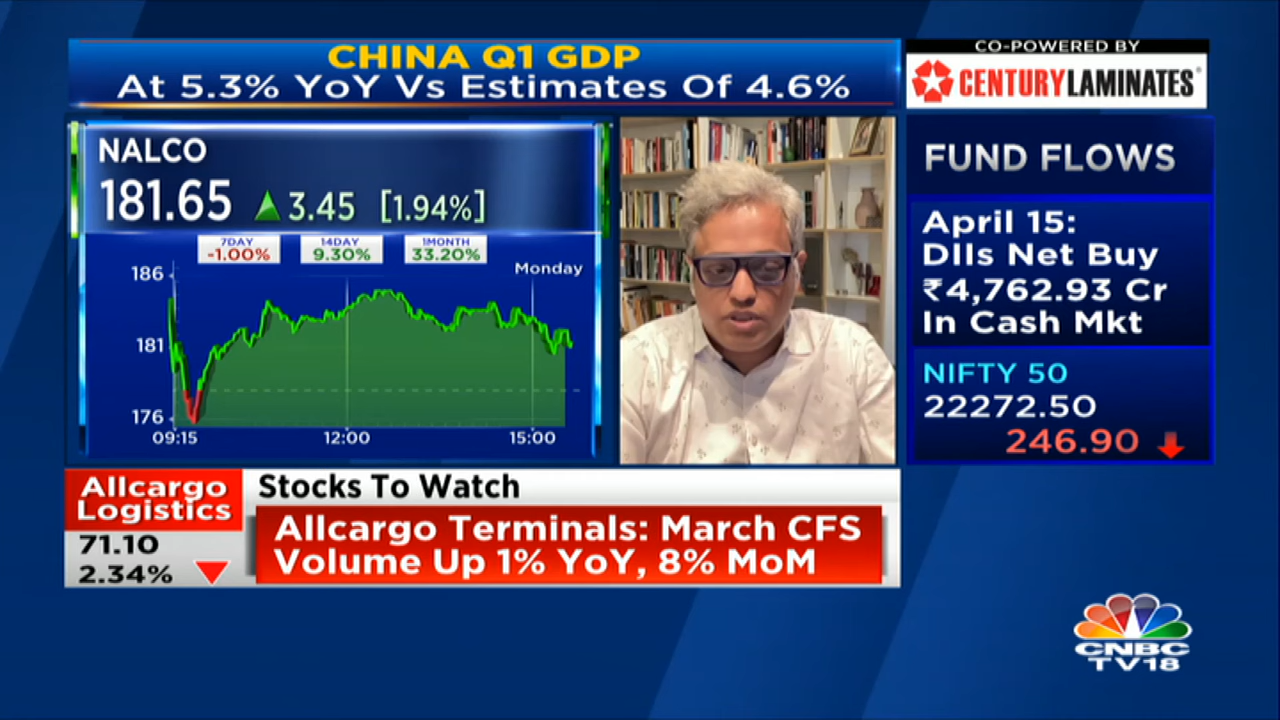 CHINA Q1 GDP
At 5.3% YoY Vs Estimates Of 4.6%
CO-POWERED BY
CENTURYLAMINATES®
NALCO
181.65 ▲ 3.45 [1.94%]
7DAY
-1.00%
14DAY
9.30%
1MONTH
33.20%
Monday
186
181
176
09:15 12:00 15:00
FUND FLOWS
April 15:
DIIs Net Buy
₹4,762.93 Cr
In Cash Mkt
NIFTY 50
22272.50
246.90
Allcargo
Logistics
71.10
2.34%
Stocks To Watch
Allcargo Terminals: March CFS
Volume Up 1% YoY, 8% MoM
CNBC
TV18